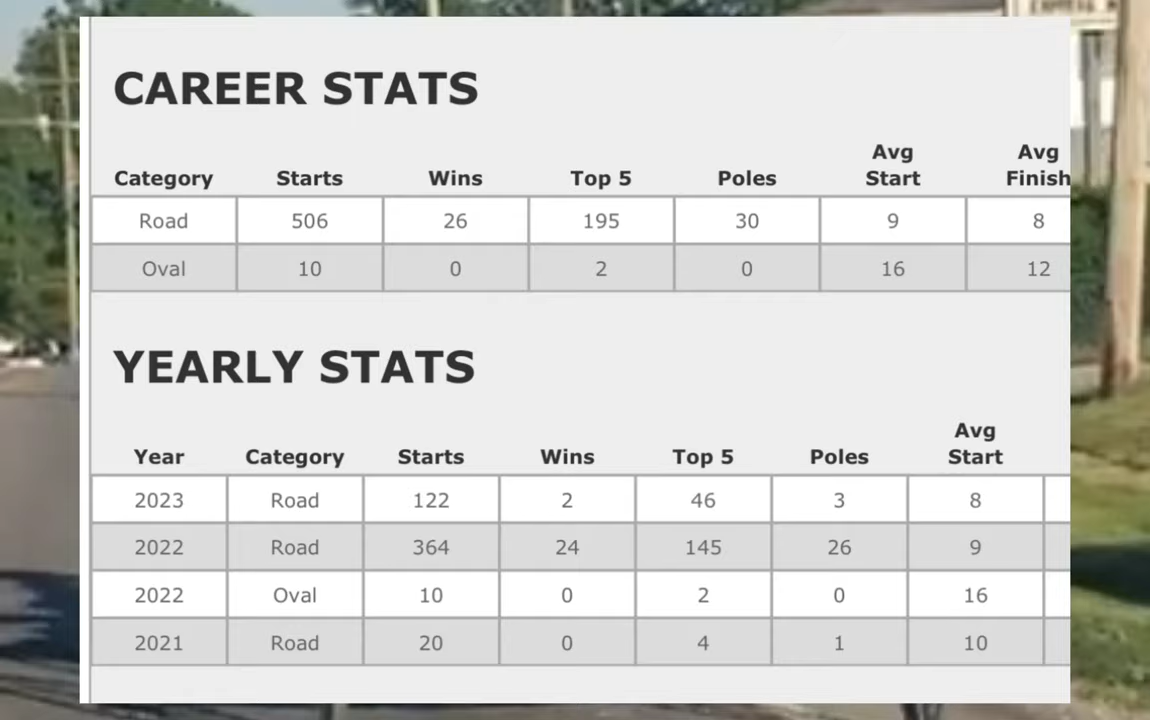 CAREER STATS
Category Starts Wins Top 5 Poles Avg Start Avg Finish
Road 506 26 195 30 9 8
Oval 10 0 2 0 16 12
YEARLY STATS
Year Category Starts Wins Top 5 Poles Avg Start
2023 Road 122 2 46 3 8
2022 Road 364 24 145 26 9
2022 Oval 10 0 2 0 16
2021 Road 20 0 4 1 10